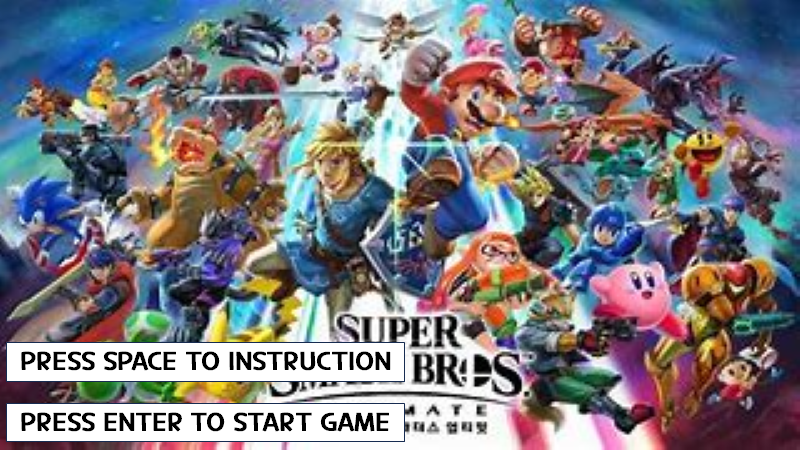 SUPER
PRESS SPACE TO INSTRUCTION
BROS.
PRESS ENTER TO START GAME